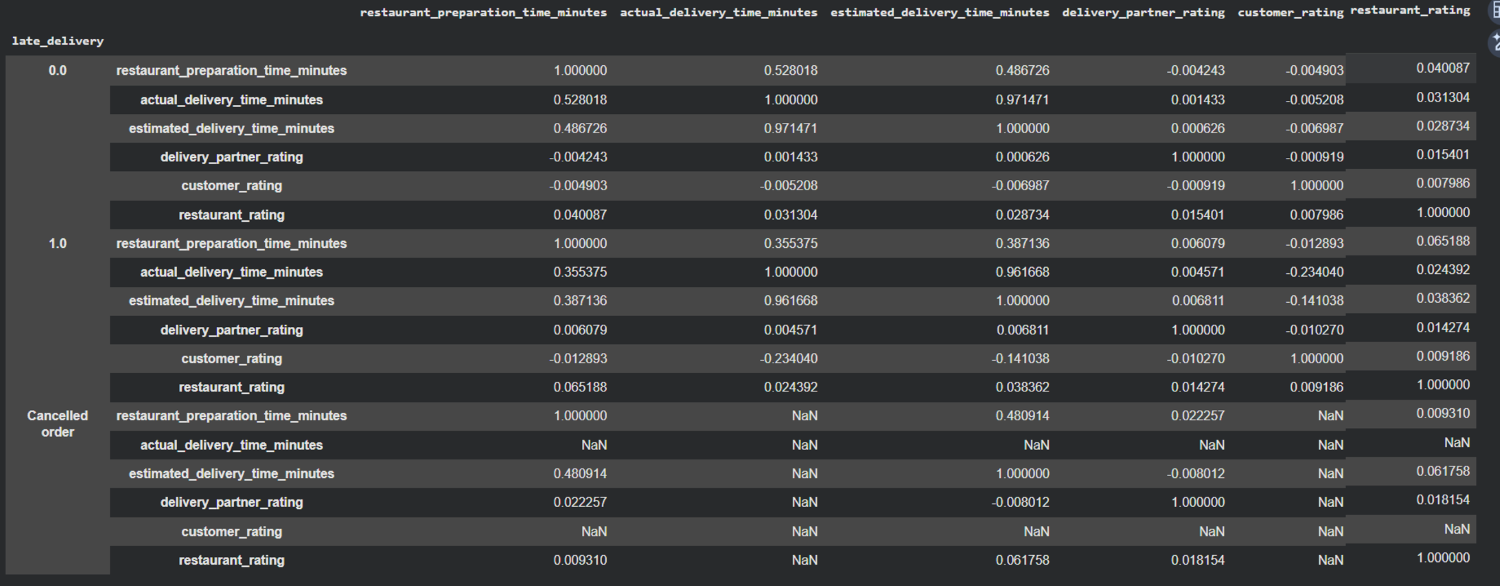 restaurant_preparation_time_minutes actual_delivery_time_minutes estimated_delivery_time_minutes delivery_partner_rating customer_rating restaurant_rating
late_delivery
0.0 restaurant_preparation_time_minutes 1.000000 0.528018 0.486726 -0.004243 -0.004903 0.040087
actual_delivery_time_minutes 0.528018 1.000000 0.971471 0.001433 -0.005208 0.031304
estimated_delivery_time_minutes 0.486726 0.971471 1.000000 0.000626 -0.006987 0.028734
delivery_partner_rating -0.004243 0.001433 0.000626 1.000000 -0.000919 0.015401
customer_rating -0.004903 -0.005208 -0.006987 -0.000919 1.000000 0.007986
restaurant_rating 0.040087 0.031304 0.028734 0.015401 0.007986 1.000000
1.0 restaurant_preparation_time_minutes 1.000000 0.355375 0.387136 0.006079 -0.012893 0.065188
actual_delivery_time_minutes 0.355375 1.000000 0.961668 0.004571 -0.234040 0.024392
estimated_delivery_time_minutes 0.387136 0.961668 1.000000 0.006811 -0.141038 0.038362
delivery_partner_rating 0.006079 0.004571 0.006811 1.000000 -0.010270 0.014274
customer_rating -0.012893 -0.234040 -0.141038 -0.010270 1.000000 0.009186
restaurant_rating 0.065188 0.024392 0.038362 0.014274 0.009186 1.000000
Cancelled order restaurant_preparation_time_minutes 1.000000 NaN 0.480914 0.022257 NaN 0.009310
actual_delivery_time_minutes NaN NaN NaN NaN NaN NaN
estimated_delivery_time_minutes 0.480914 NaN 1.000000 -0.008012 NaN 0.061758
delivery_partner_rating 0.022257 NaN -0.008012 1.000000 NaN 0.018154
customer_rating NaN NaN NaN NaN NaN NaN
restaurant_rating 0.009310 NaN 0.061758 0.018154 NaN 1.000000